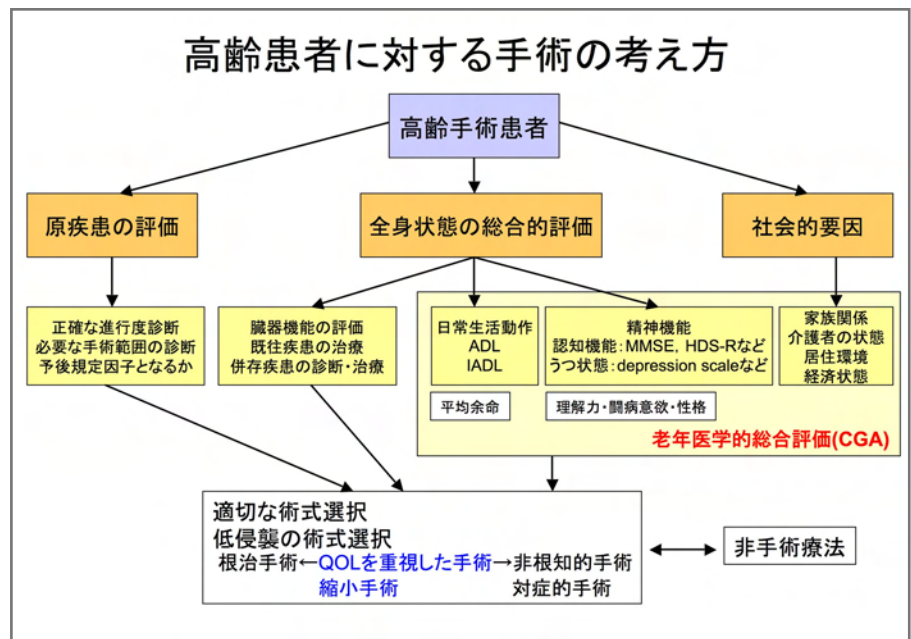 高齢患者に対する手術の考え方
高齢手術患者
原疾患の評価
全身状態の総合的評価
社会的要因
正確な進行度診断
必要な手術範囲の診断
予後規定因子となるか
臓器機能の評価
既往疾患の治療
併存疾患の診断・治療
日常生活動作
ADL
IADL
精神機能
認知機能：MMSE，HDS-Rなど
うつ状態：depression scaleなど
家族関係
介護者の状態
居住環境
経済状態
平均余命
理解力・闘病意欲・性格
老年医学的総合評価(CGA)
適切な術式選択
低侵襲の術式選択
根治手術←QOLを重視した手術→非根知的手術
縮小手術 対症的手術
非手術療法